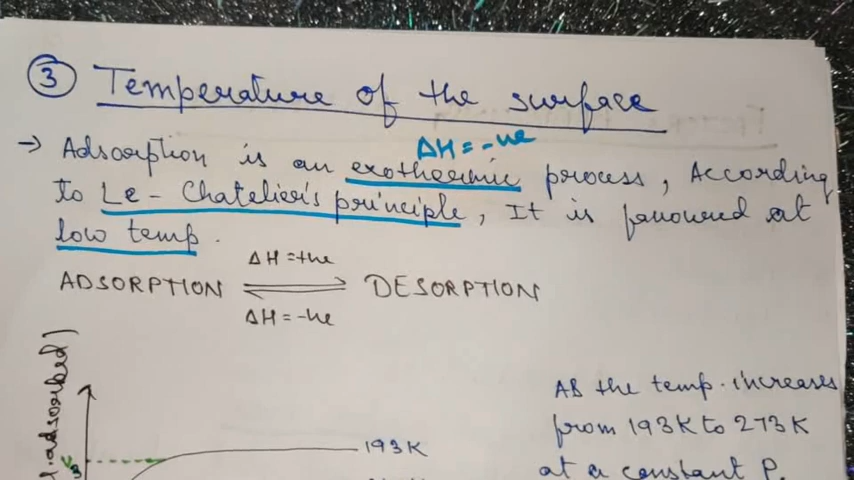 ③ Temperature of the surface
ΔH = -ve
→ Adsorption is an exothermic process, According
to Le-Chatelier's principle, It is favoured at
low temp.
ΔH = +ve
ADSORPTION ⇌ DESORPTION
ΔH = -ve
AS the temp. increases
from 193K to 273K
at a constant P.
adsorbed)
193K
V₃